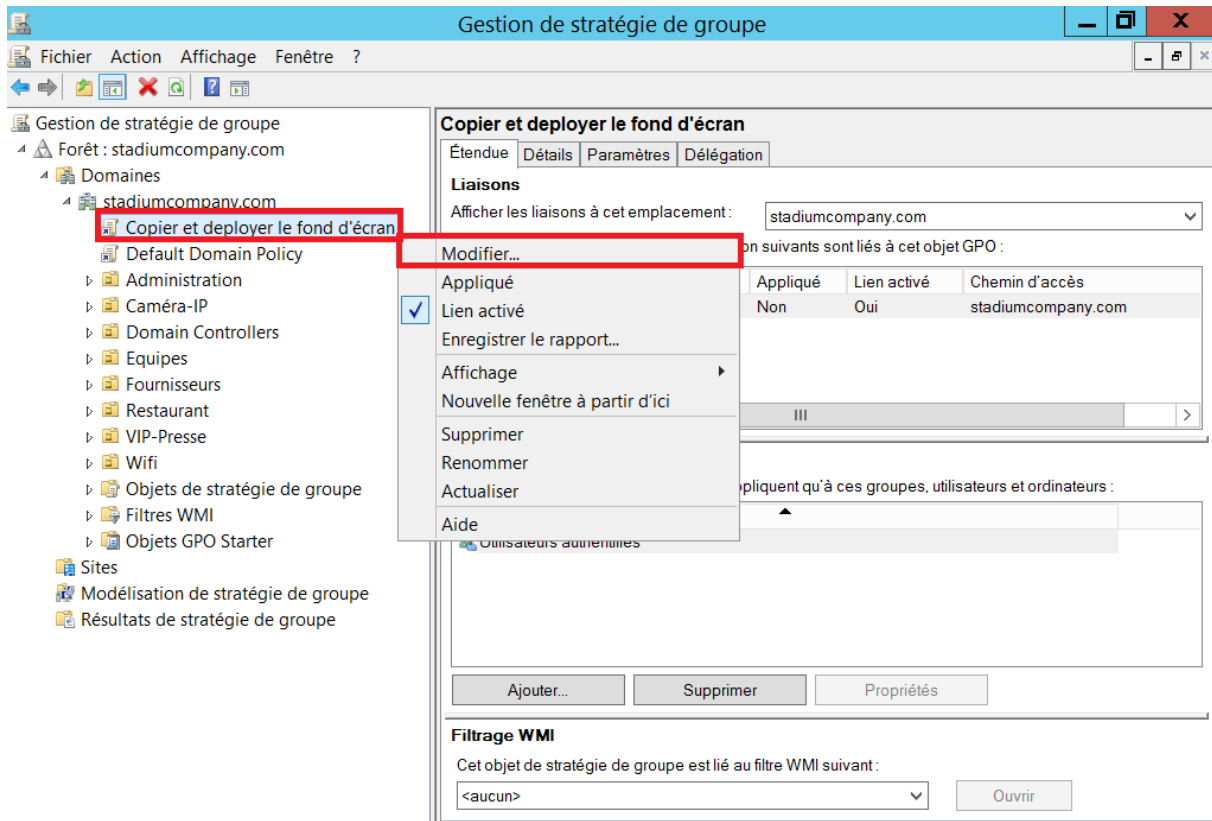 Gestion de stratégie de groupe
Fichier Action Affichage Fenêtre ?
Gestion de stratégie de groupe
Forêt : stadiumcompany.com
Domaines
stadiumcompany.com
Copier et deployer le fond d'écran
Default Domain Policy
Administration
Caméra-IP
Domain Controllers
Equipes
Fournisseurs
Restaurant
VIP-Presse
Wifi
Objets de stratégie de groupe
Filtres WMI
Objets GPO Starter
Sites
Modélisation de stratégie de groupe
Résultats de stratégie de groupe
Modifier...
Appliqué
Lien activé
Enregistrer le rapport...
Affichage
Nouvelle fenêtre à partir d'ici
Supprimer
Renommer
Actualiser
Aide
Copier et deployer le fond d'écran
Étendue Détails Paramètres Délégation
Liaisons
Afficher les liaisons à cet emplacement : stadiumcompany.com
on suivants sont liés à cet objet GPO :
Appliqué Lien activé Chemin d'accès
Non Oui stadiumcompany.com
pliquent qu'à ces groupes, utilisateurs et ordinateurs :
Utilisateurs authentifiés
Ajouter... Supprimer Propriétés
Filtrage WMI
Cet objet de stratégie de groupe est lié au filtre WMI suivant :
<aucun> Ouvrir